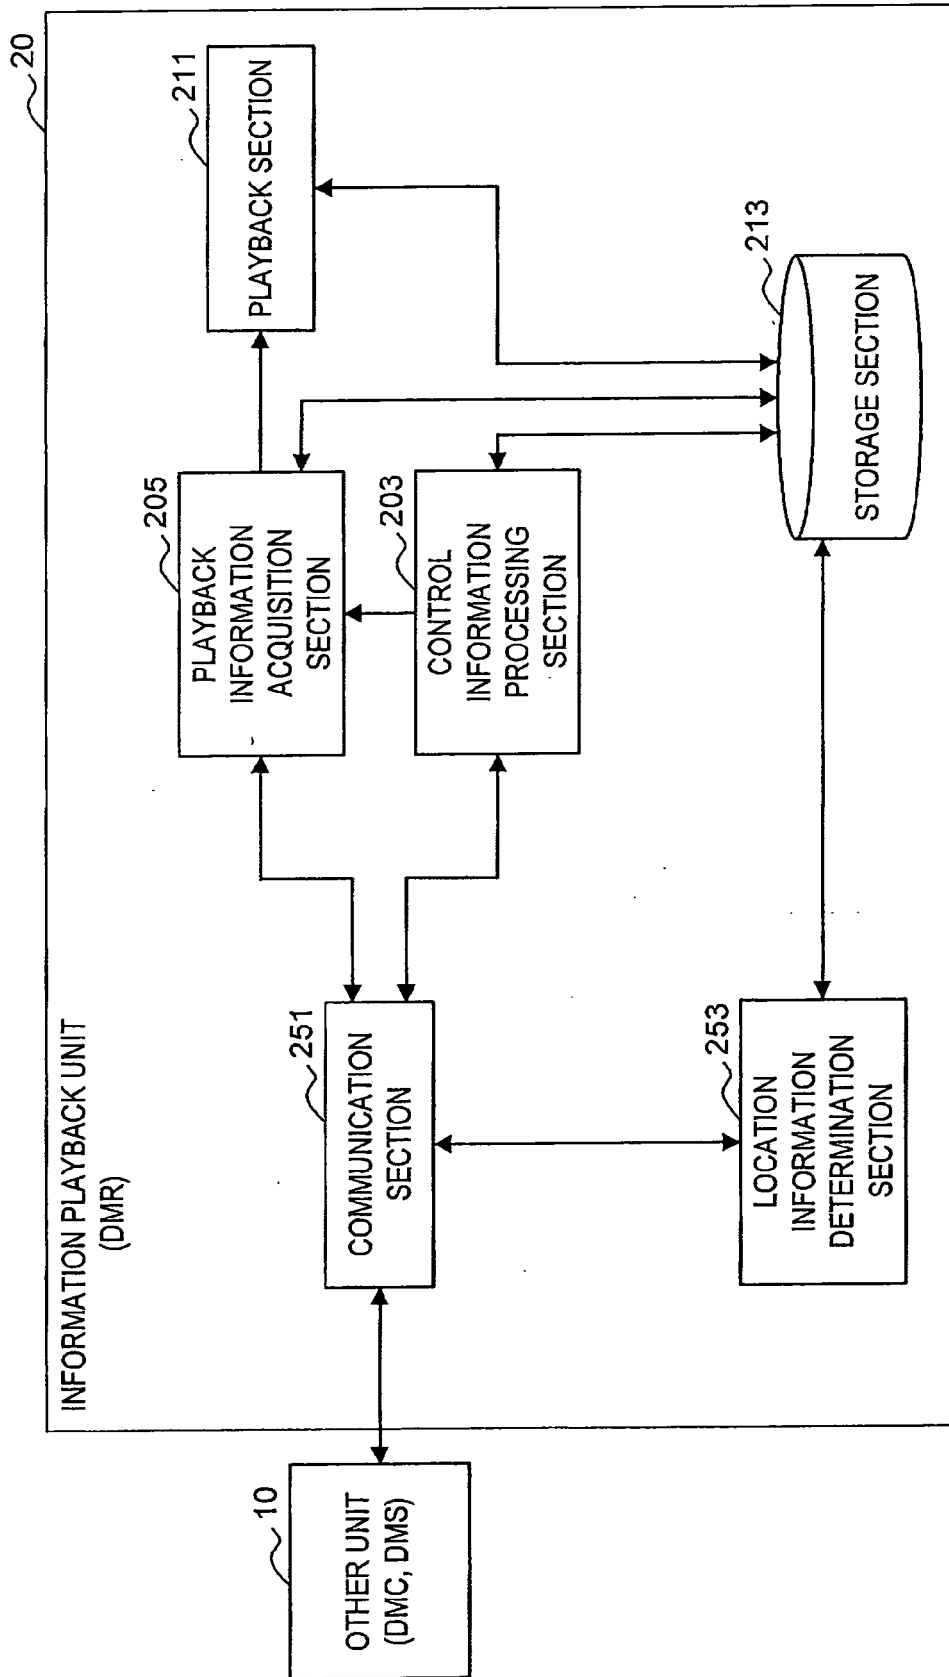 20
INFORMATION PLAYBACK UNIT
(DMR)
10
OTHER UNIT
(DMC, DMS)
251
COMMUNICATION
SECTION
205
PLAYBACK
INFORMATION
ACQUISITION
SECTION
211
PLAYBACK SECTION
203
CONTROL
INFORMATION
PROCESSING
SECTION
253
LOCATION
INFORMATION
DETERMINATION
SECTION
213
STORAGE SECTION